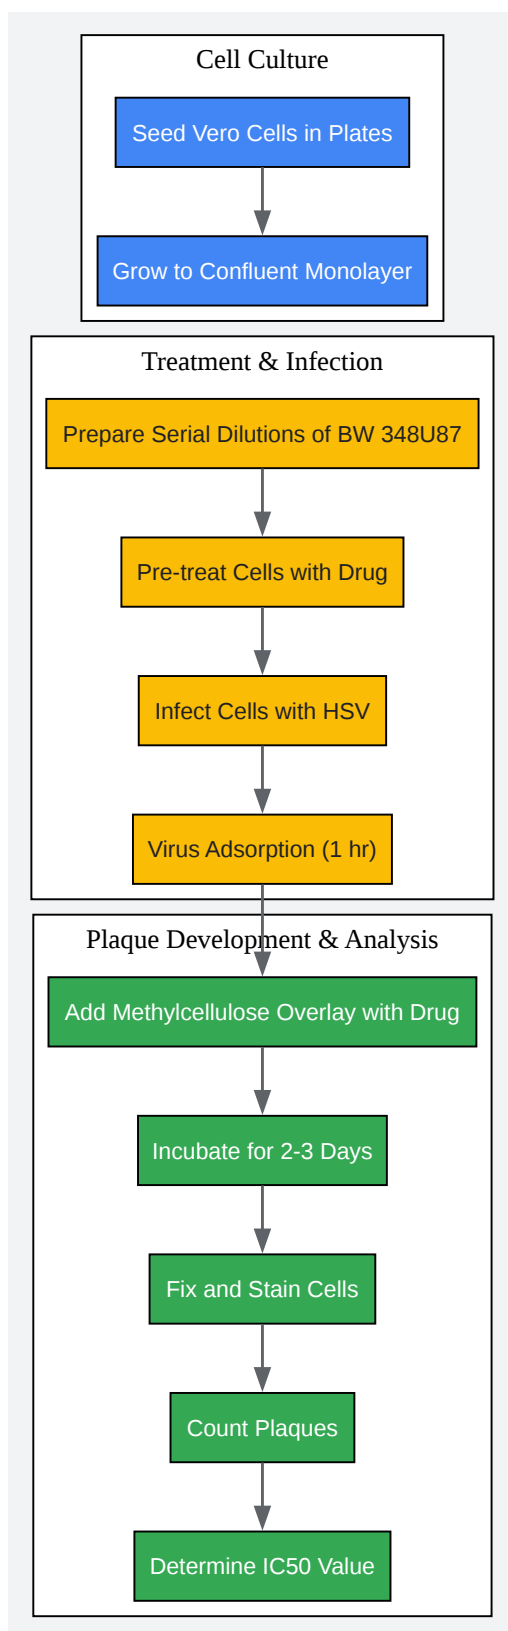 Cell Culture
Seed Vero Cells in Plates
Grow to Confluent Monolayer
Treatment & Infection
Prepare Serial Dilutions of BW 348U87
Pre-treat Cells with Drug
Infect Cells with HSV
Virus Adsorption (1 hr)
Plaque Development & Analysis
Add Methylcellulose Overlay with Drug
Incubate for 2-3 Days
Fix and Stain Cells
Count Plaques
Determine IC50 Value